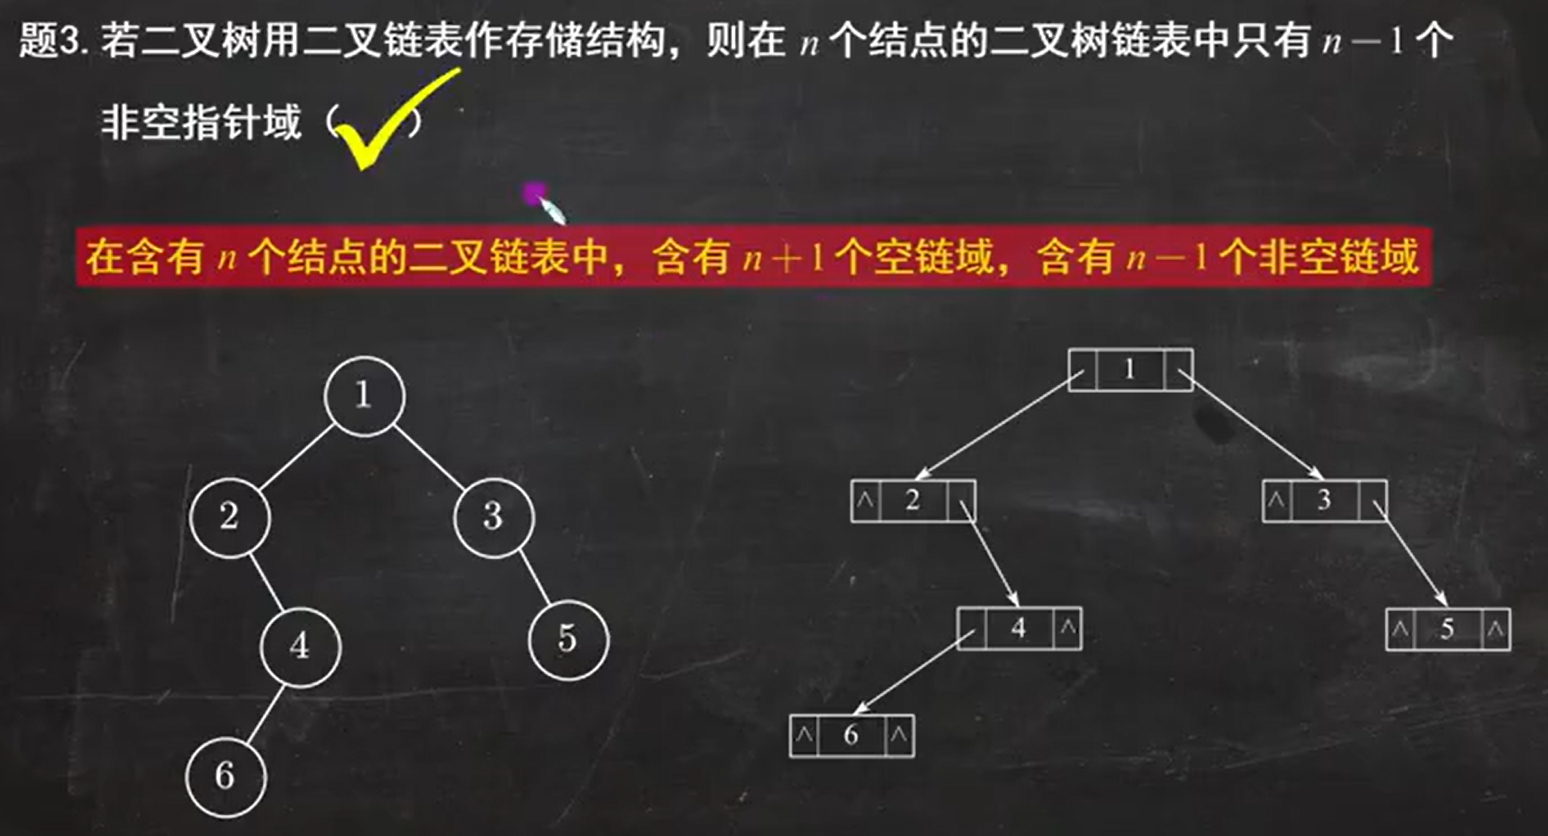 题3. 若二叉树用二叉链表作存储结构，则在 n 个结点的二叉树链表中只有 n－1 个
非空指针域（ ）
在含有 n 个结点的二叉链表中，含有 n＋1 个空链域，含有 n－1 个非空链域
1
2
3
4
5
6
1
∧ 2
∧ 3
4 ∧
∧ 5 ∧
∧ 6 ∧